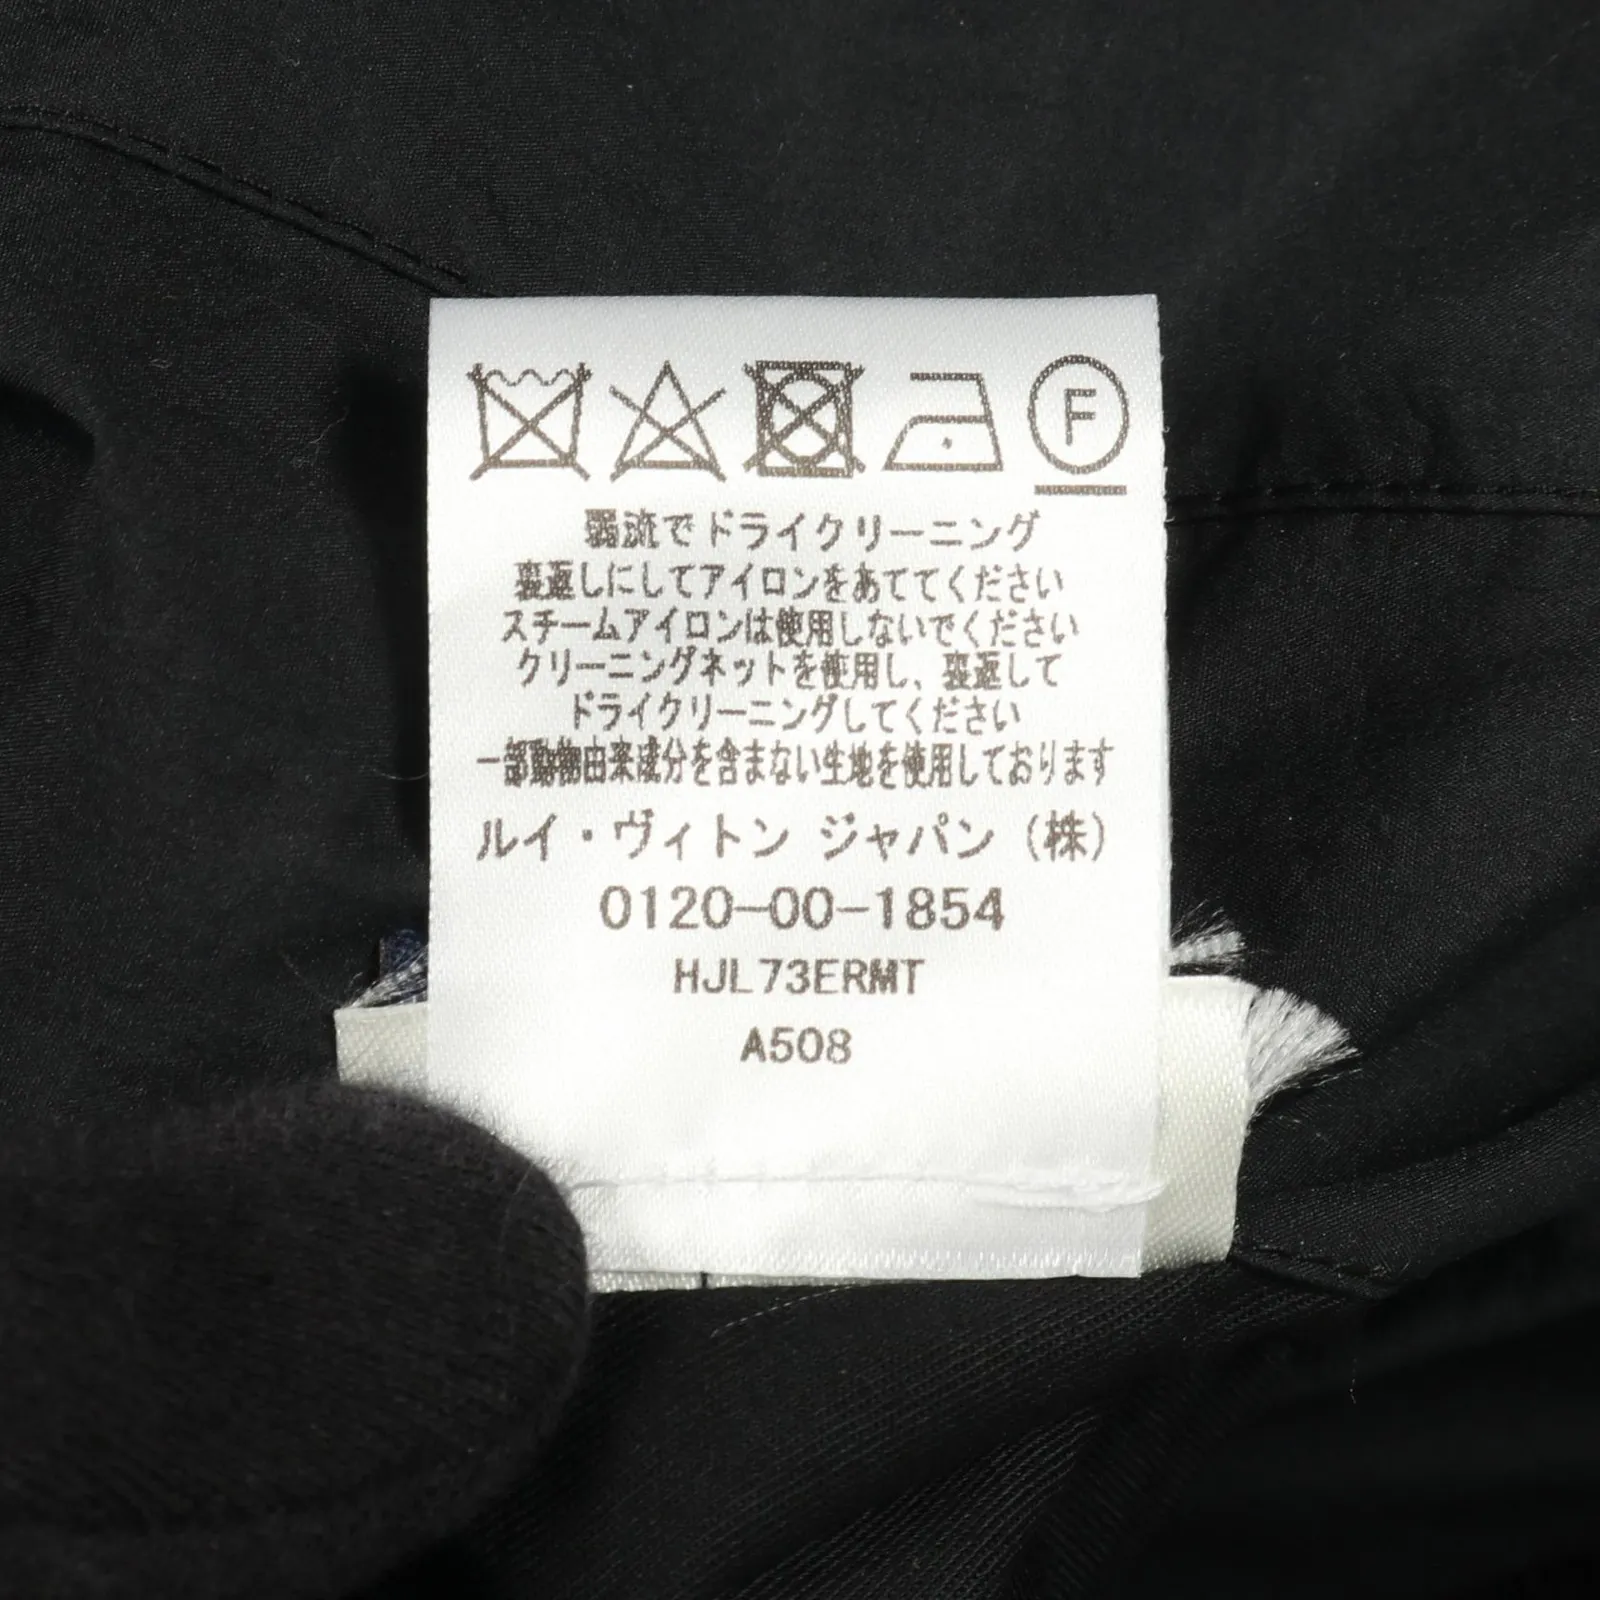 F
弱流でドライクリーニング
裏返しにしてアイロンをあててください
スチームアイロンは使用しないでください
クリーニングネットを使用し、裏返して
ドライクリーニングしてください
一部動物由来成分を含まない生地を使用しております
ルイ・ヴィトン ジャパン（株）
0120-00-1854
HJL73ERMT
A508